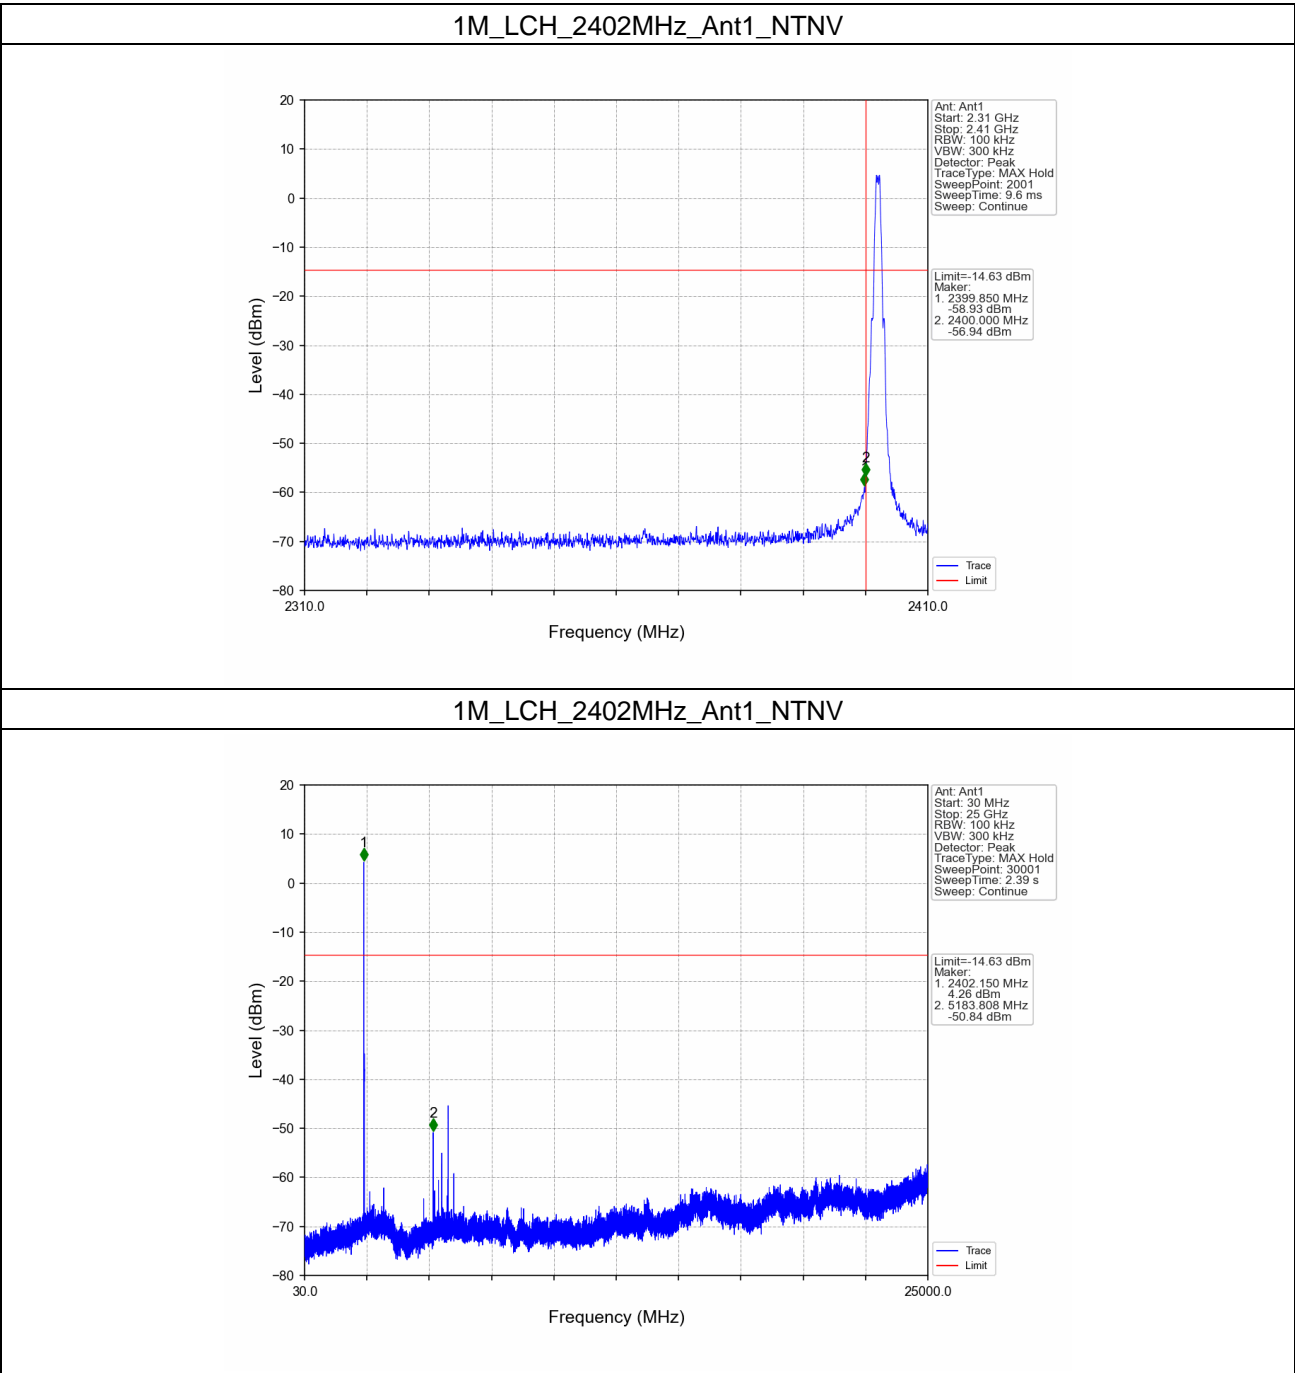 1M_LCH_2402MHz_Ant1_NTNV
20
10
0
−10
−20
−30
−40
−50
−60
−70
−80
Level (dBm)
2310.0
2410.0
Frequency (MHz)
2
Ant: Ant1
Start: 2.31 GHz
Stop: 2.41 GHz
RBW: 100 kHz
VBW: 300 kHz
Detector: Peak
TraceType: MAX Hold
SweepPoint: 2001
SweepTime: 9.6 ms
Sweep: Continue
Limit=-14.63 dBm
Maker:
1. 2399.850 MHz
-58.93 dBm
2. 2400.000 MHz
-56.94 dBm
Trace
Limit
1M_LCH_2402MHz_Ant1_NTNV
20
10
0
−10
−20
−30
−40
−50
−60
−70
−80
Level (dBm)
30.0
25000.0
Frequency (MHz)
1
2
Ant: Ant1
Start: 30 MHz
Stop: 25 GHz
RBW: 100 kHz
VBW: 300 kHz
Detector: Peak
TraceType: MAX Hold
SweepPoint: 30001
SweepTime: 2.39 s
Sweep: Continue
Limit=-14.63 dBm
Maker:
1. 2402.150 MHz
4.26 dBm
2. 5183.808 MHz
-50.84 dBm
Trace
Limit